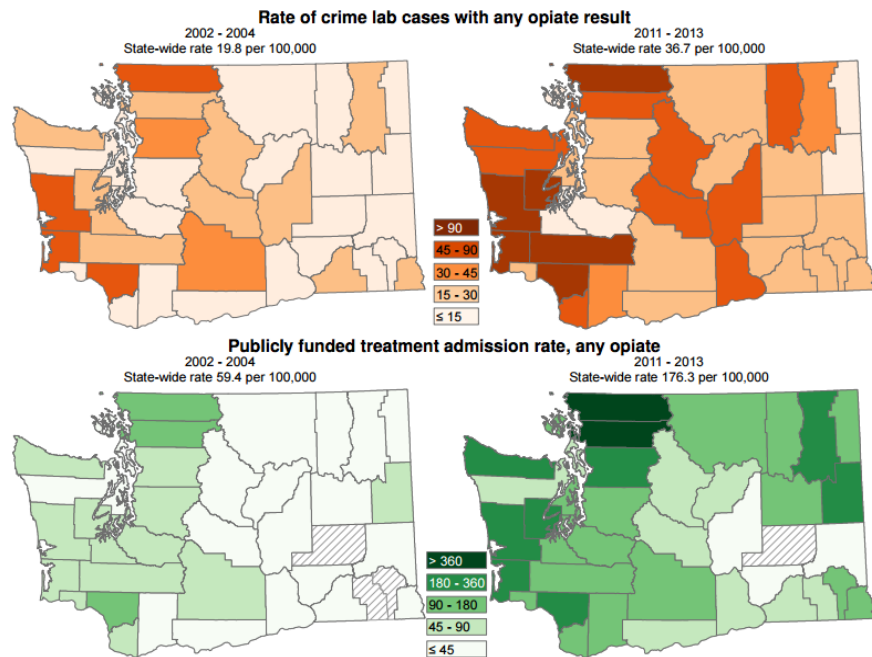 Rate of crime lab cases with any opiate result
2002 - 2004
State-wide rate 19.8 per 100,000
2011 - 2013
State-wide rate 36.7 per 100,000
> 90
45 - 90
30 - 45
15 - 30
≤ 15
Publicly funded treatment admission rate, any opiate
2002 - 2004
State-wide rate 59.4 per 100,000
2011 - 2013
State-wide rate 176.3 per 100,000
> 360
180 - 360
90 - 180
45 - 90
≤ 45